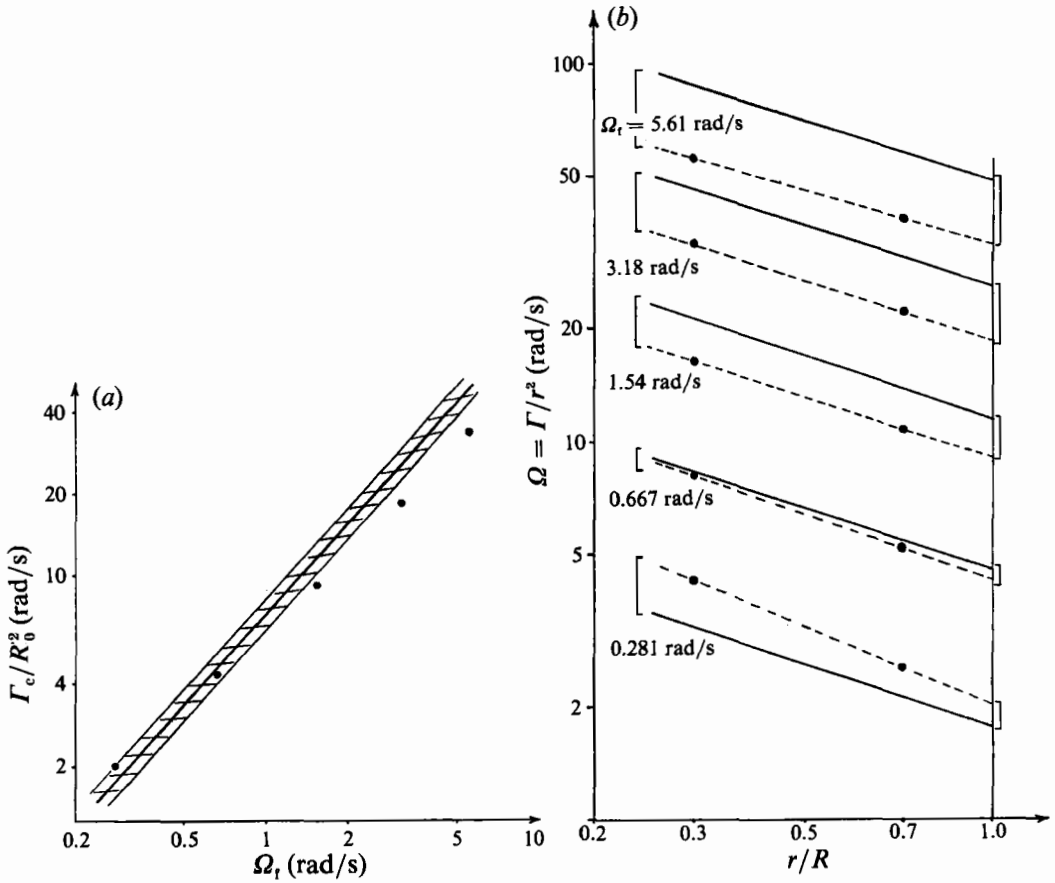 (a)
40
20
10
4
2
Γc/R₀² (rad/s)
0.2
0.5
1
2
5
10
Ωt (rad/s)
(b)
100
50
20
10
5
2
Ω = Γ/r² (rad/s)
Ωt = 5.61 rad/s
3.18 rad/s
1.54 rad/s
0.667 rad/s
0.281 rad/s
0.2
0.3
0.5
0.7
1.0
r/R